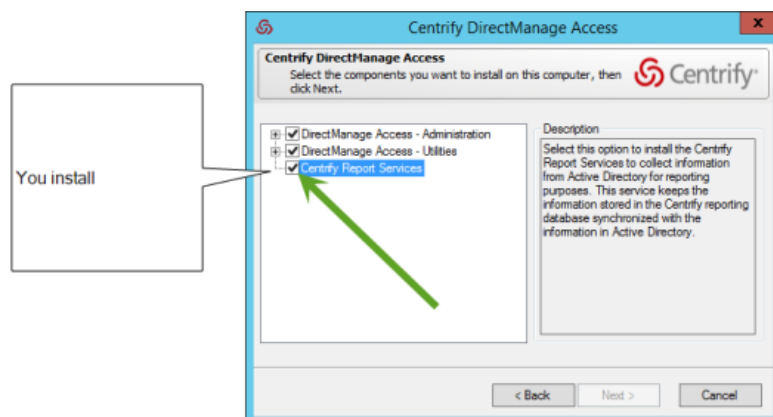 Centrify DirectManage Access
x
Centrify DirectManage Access
Select the components you want to install on this computer, then
click Next.
Centrify
You install
DirectManage Access - Administration
DirectManage Access - Utilities
Centrify Report Services
Description
Select this option to install the Centrify
Report Services to collect information
from Active Directory for reporting
purposes. This service keeps the
information stored in the Centrify reporting
database synchronized with the
information in Active Directory.
< Back
Next >
Cancel